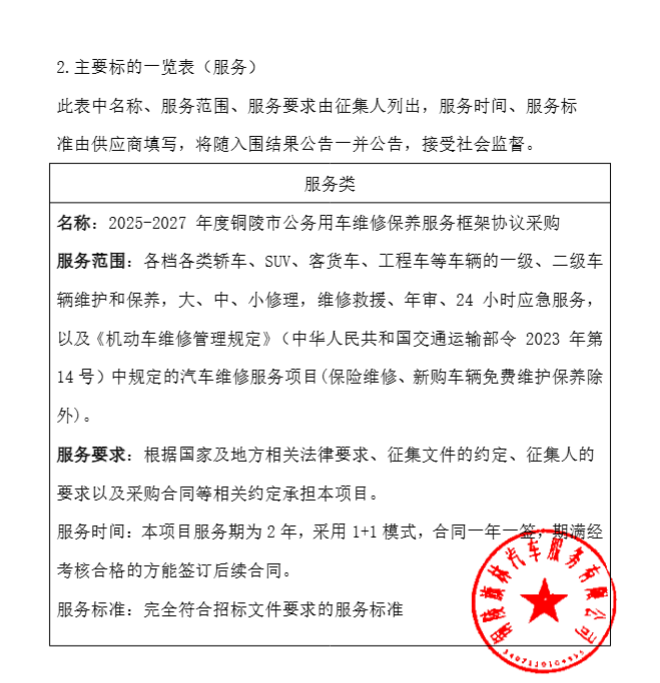 2.主要标的一览表（服务）
此表中名称、服务范围、服务要求由征集人列出，服务时间、服务标
准由供应商填写，将随入围结果公告一并公告，接受社会监督。
服务类
名称：2025-2027 年度铜陵市公务用车维修保养服务框架协议采购
服务范围：各档各类轿车、SUV、客货车、工程车等车辆的一级、二级车
辆维护和保养，大、中、小修理，维修救援、年审、24 小时应急服务，
以及《机动车维修管理规定》（中华人民共和国交通运输部令 2023 年第
14 号）中规定的汽车维修服务项目(保险维修、新购车辆免费维护保养除
外)。
服务要求：根据国家及地方相关法律要求、征集文件的约定、征集人的
要求以及采购合同等相关约定承担本项目。
服务时间：本项目服务期为 2 年，采用 1+1 模式，合同一年一签，期满经
考核合格的方能签订后续合同。
服务标准：完全符合招标文件要求的服务标准
铜陵旗林汽车服务有限公司